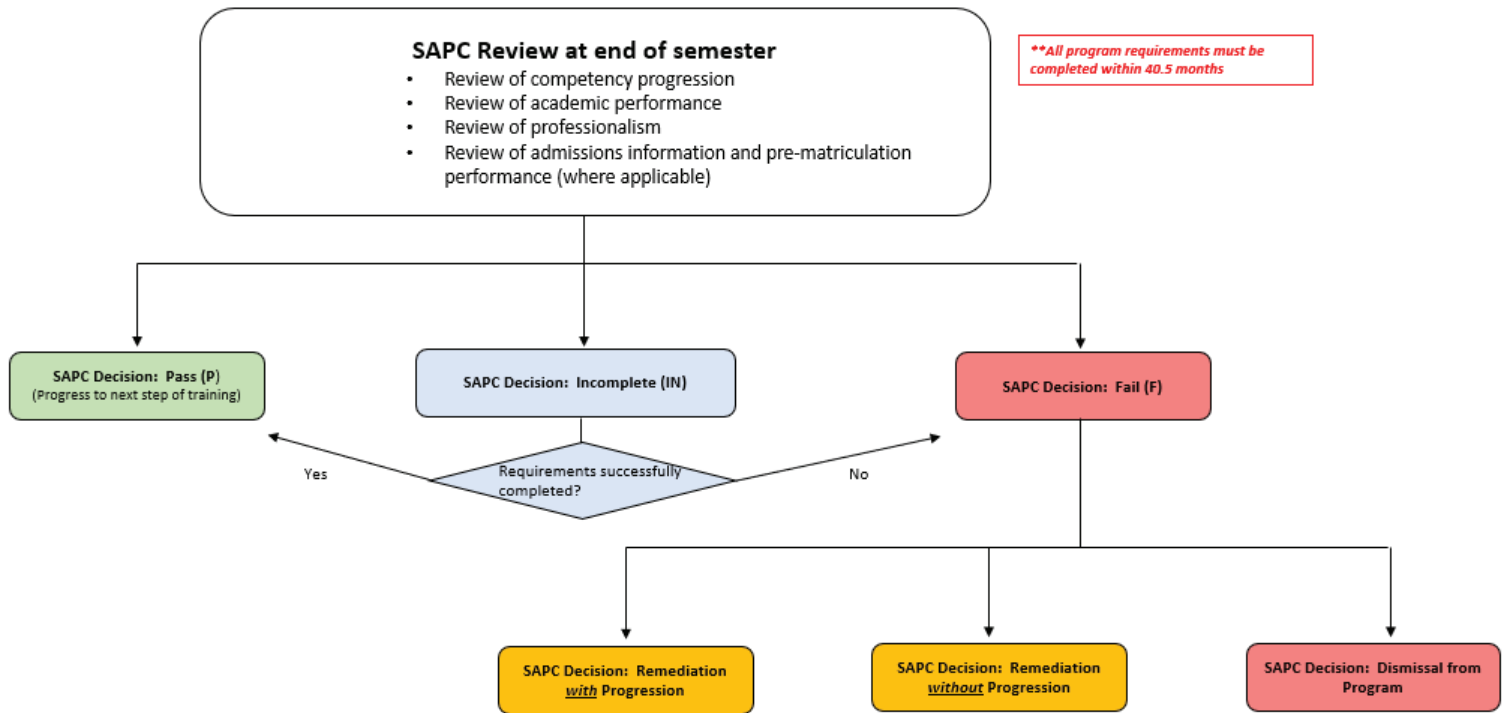 SAPC Review at end of semester
• Review of competency progression
• Review of academic performance
• Review of professionalism
• Review of admissions information and pre-matriculation
performance (where applicable)
**All program requirements must be
completed within 40.5 months
SAPC Decision: Pass (P)
(Progress to next step of training)
SAPC Decision: Incomplete (IN)
SAPC Decision: Fail (F)
Yes
Requirements successfully
completed?
No
SAPC Decision: Remediation
with Progression
SAPC Decision: Remediation
without Progression
SAPC Decision: Dismissal from
Program